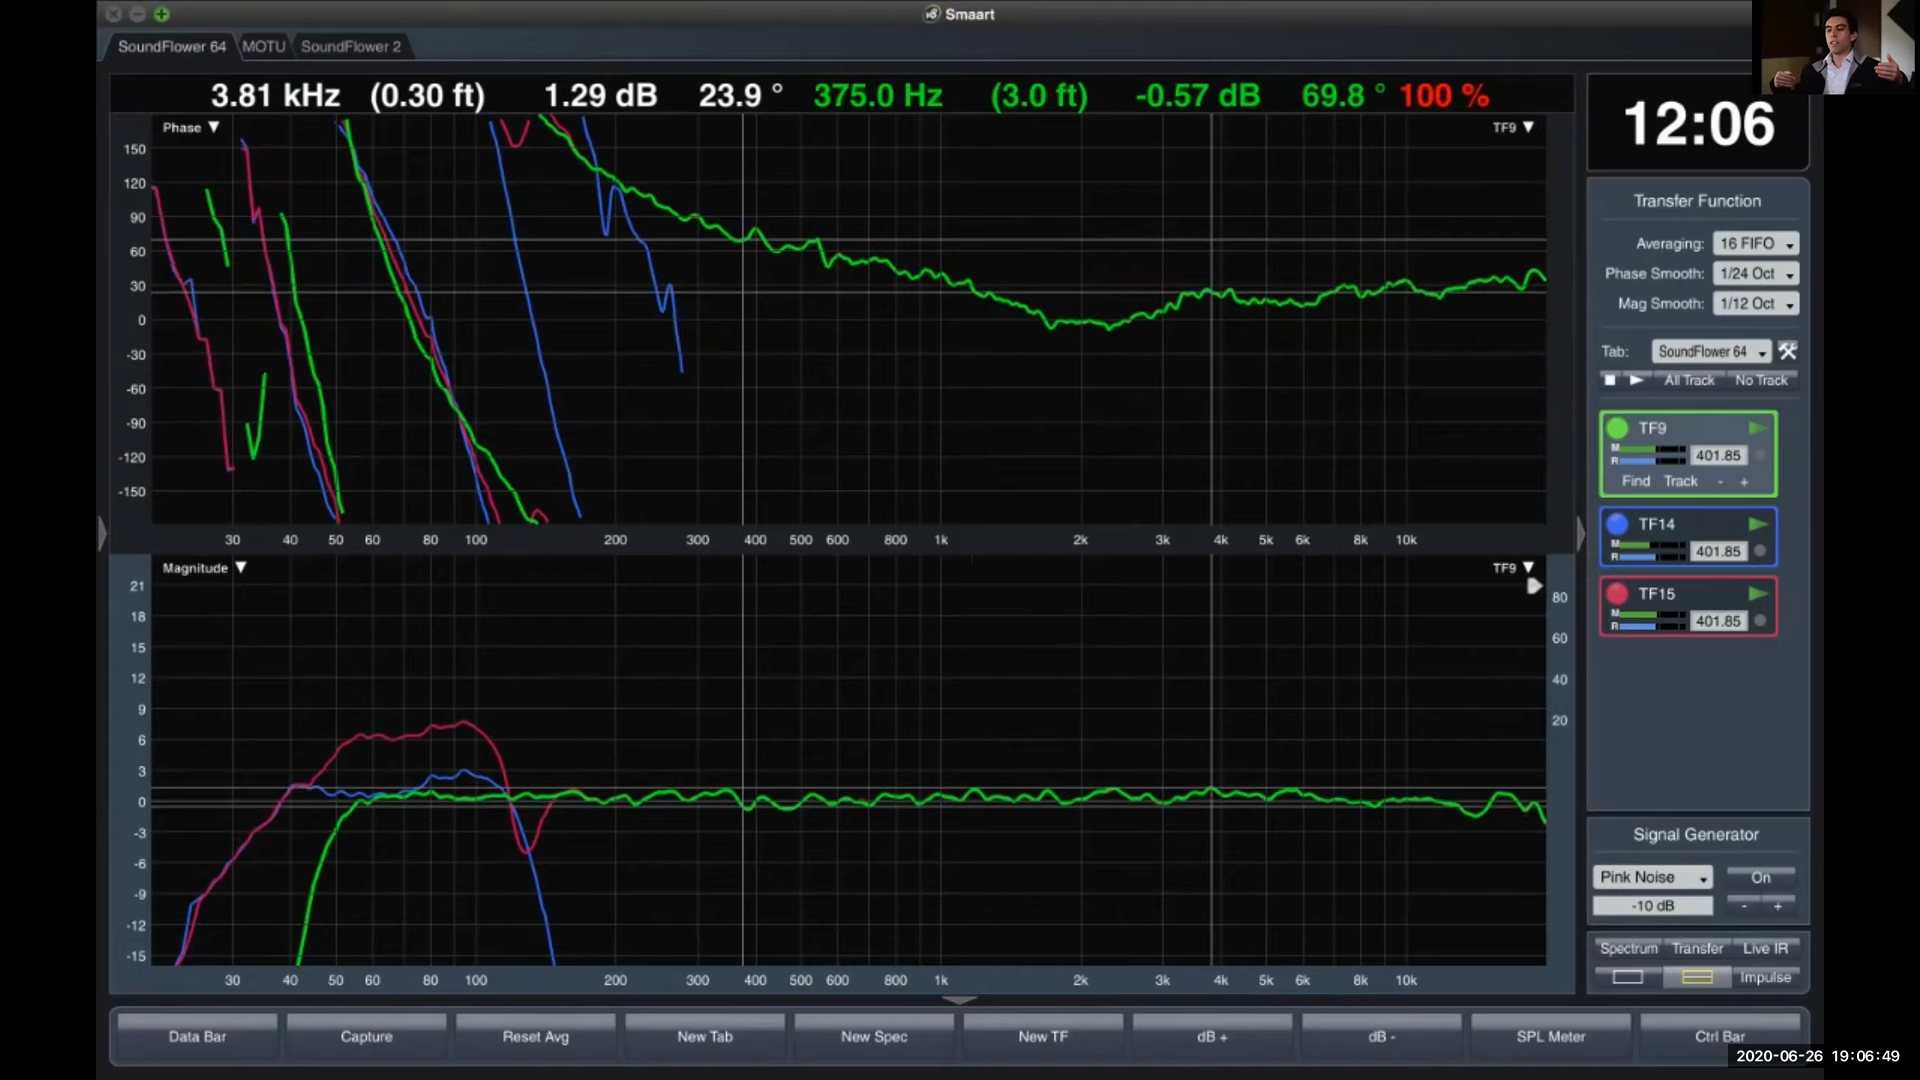 Smaart
SoundFlower 64 MOTU SoundFlower 2
3.81 kHz (0.30 ft) 1.29 dB 23.9 ° 375.0 Hz (3.0 ft) -0.57 dB 69.8 ° 100 %
12:06
Phase TF9
150
120
90
60
30
0
-30
-60
-90
-120
-150
30 40 50 60 80 100 200 300 400 500 600 800 1k 2k 3k 4k 5k 6k 8k 10k
Magnitude TF9
21
18
15
12
9
6
3
0
-3
-6
-9
-12
-15
80
60
40
20
30 40 50 60 80 100 200 300 400 500 600 800 1k 2k 3k 4k 5k 6k 8k 10k
Transfer Function
Averaging: 16 FIFO
Phase Smooth: 1/24 Oct
Mag Smooth: 1/12 Oct
Tab: SoundFlower 64
All Track No Track
TF9
M
R 401.85
Find Track - +
TF14
M
R 401.85
TF15
M
R 401.85
Signal Generator
Pink Noise On
-10 dB - +
Spectrum Transfer Live IR
Impulse
Data Bar Capture Reset Avg New Tab New Spec New TF dB + dB - SPL Meter Ctrl Bar
2020-06-26 19:06:49